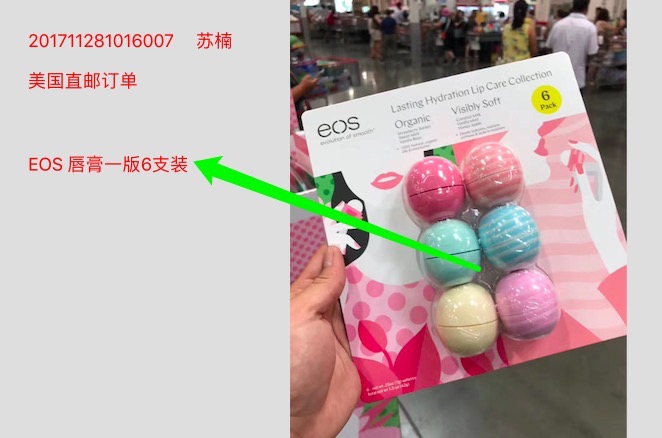 201711281016007 苏楠
美国直邮订单
EOS 唇膏一版6支装
Lasting Hydration Lip Care Collection
eos
evolution of smooth
Organic
Visibly Soft
6
Pack